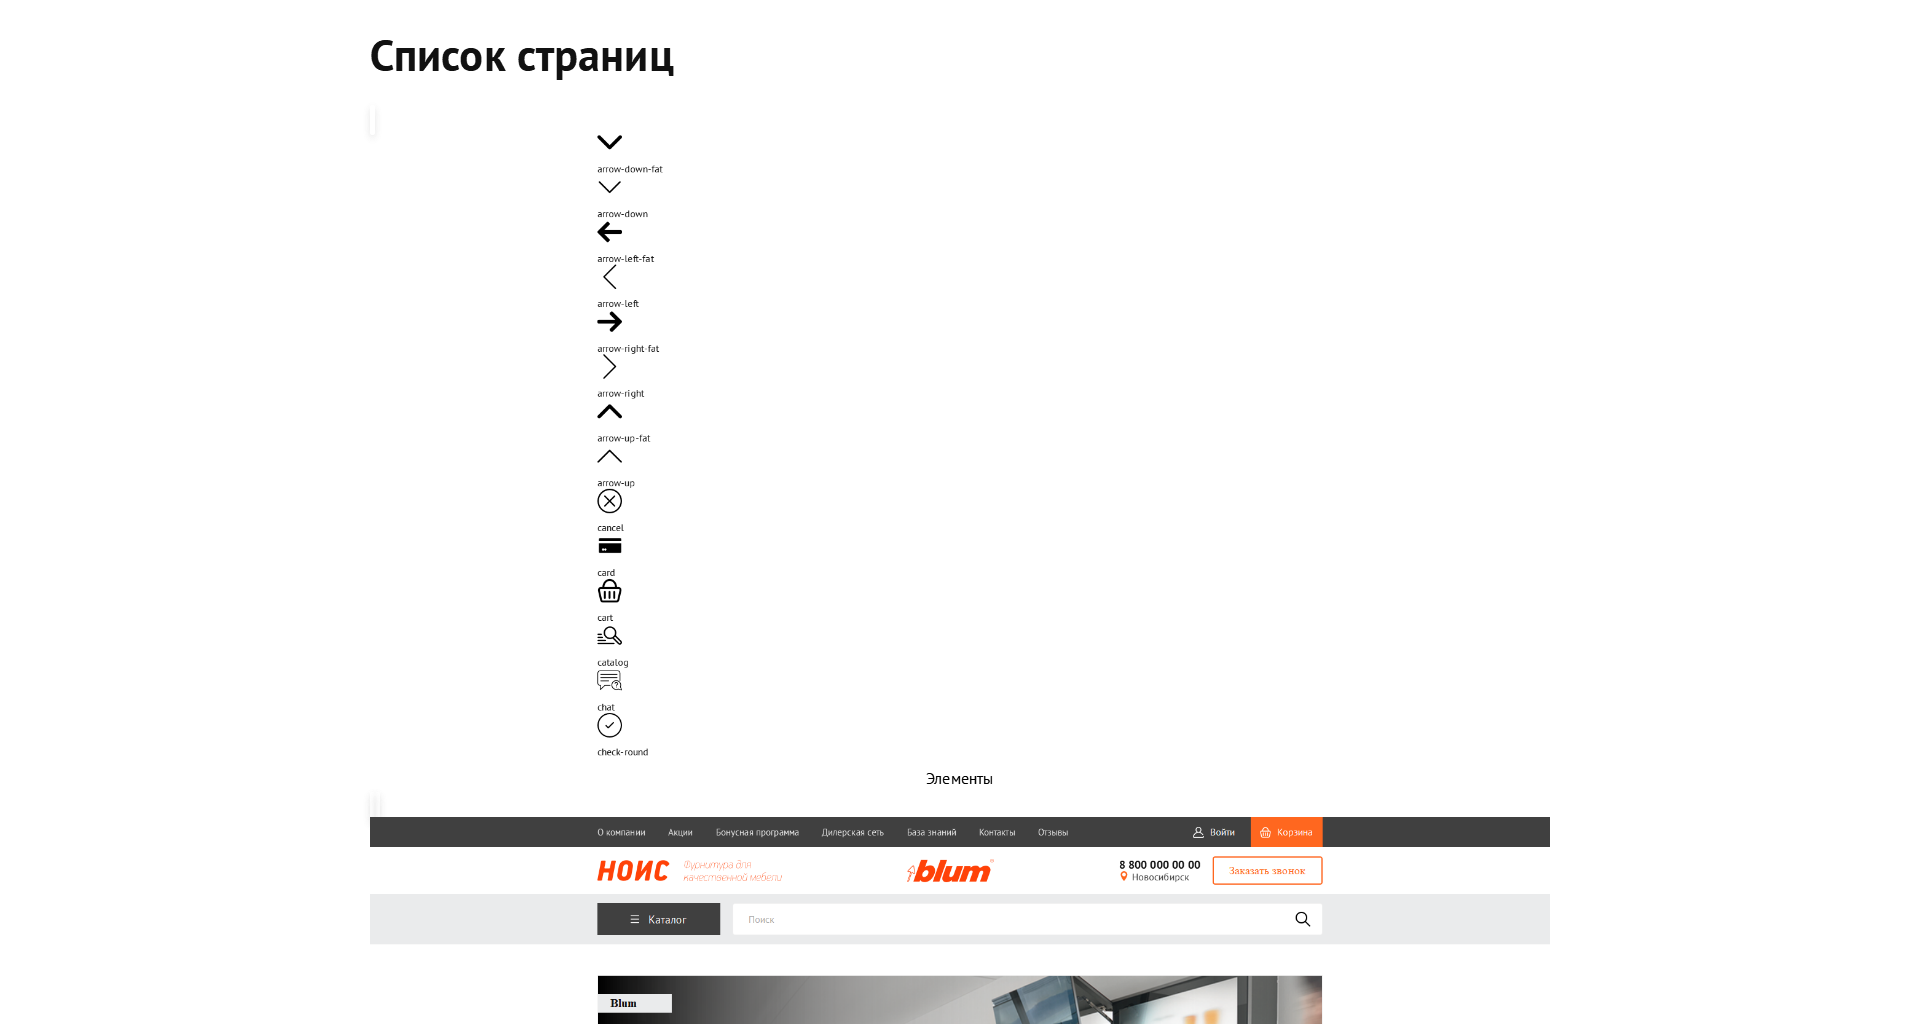 Список страниц
arrow-down-fat
arrow-down
arrow-left-fat
arrow-left
arrow-right-fat
arrow-right
arrow-up-fat
arrow-up
cancel
card
cart
catalog
chat
check-round
Элементы
О компании Акции Бонусная программа Дилерская сеть База знаний Контакты Отзывы Войти Корзина
НОИС Фурнитура для качественной мебели blum 8 800 000 00 00 Новосибирск Заказать звонок
Каталог Поиск
Blum